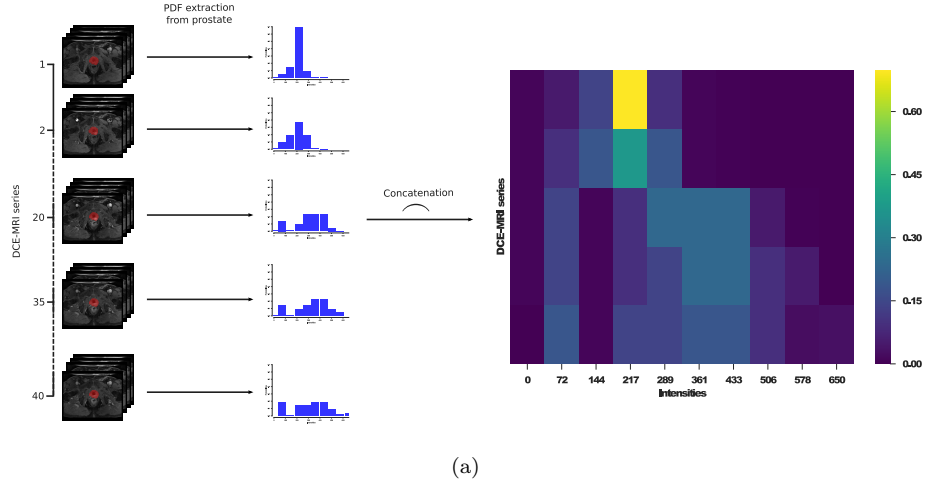 PDF extraction
from prostate
DCE-MRI series
1
2
20
35
40
Concatenation
DCE-MRI series
0 72 144 217 289 361 433 506 578 650
Intensities
0.60
0.45
0.30
0.15
0.00
(a)